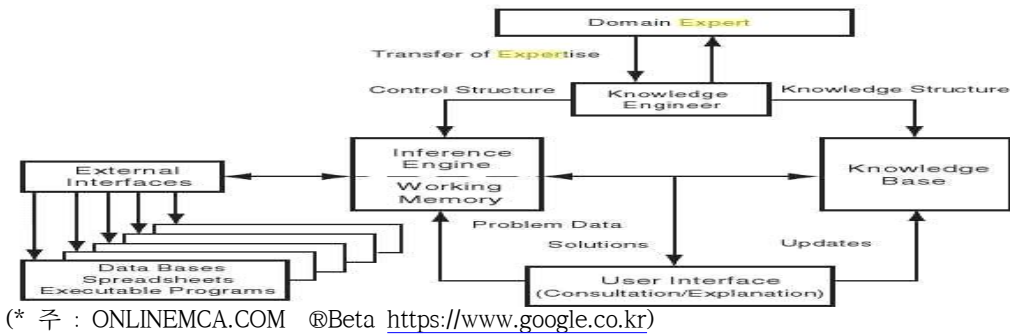 Domain Expert
Transfer of Expertise
Control Structure
Knowledge
Engineer
Knowledge Structure
External
Interfaces
Inference
Engine
Working
Memory
Knowledge
Base
Problem Data
Solutions
Updates
Data Bases
Spreadsheets
Executable Programs
User Interface
(Consultation/Explanation)
(* 주 : ONLINEMCA.COM ®Beta https://www.google.co.kr)